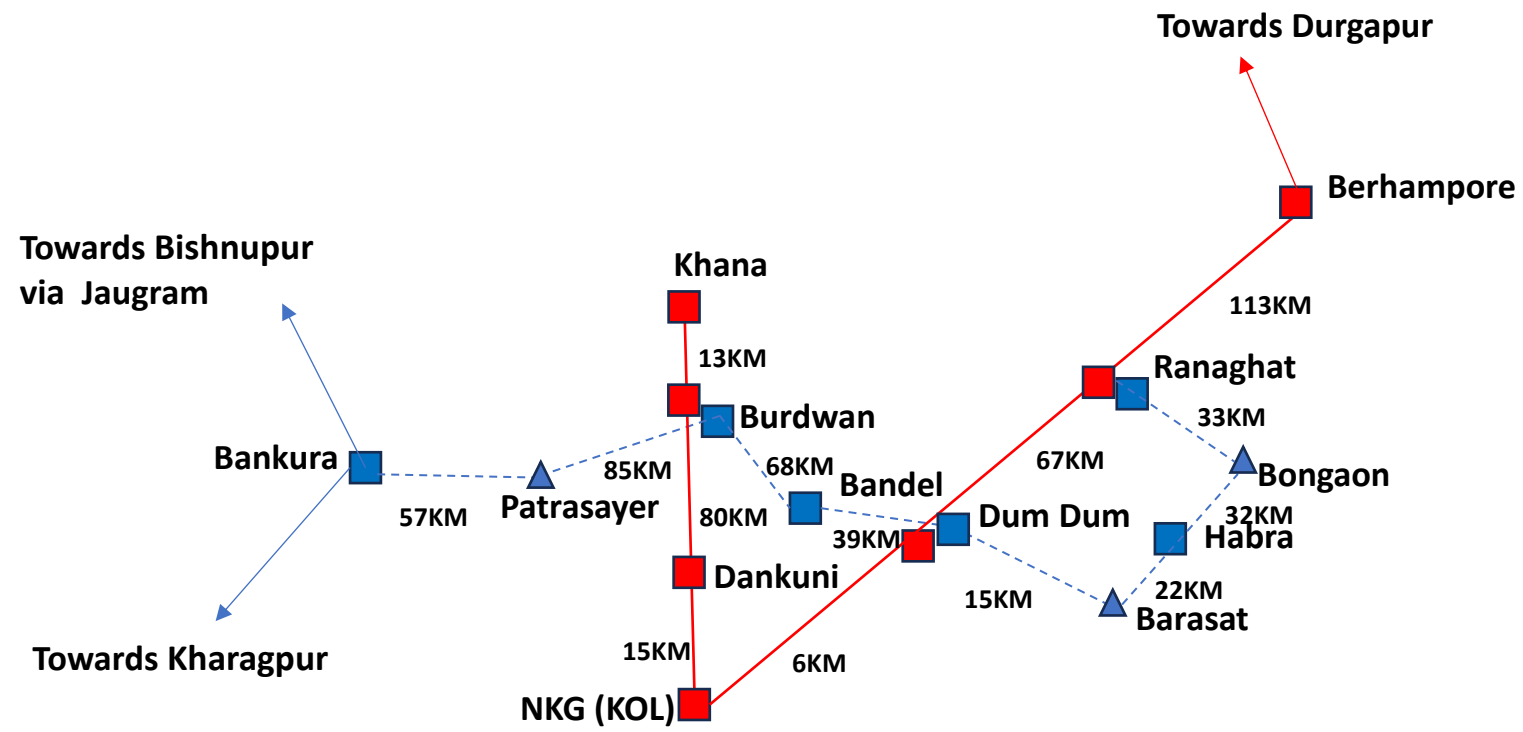 Towards Durgapur
Berhampore
Towards Bishnupur
via Jaugram
Khana
113KM
13KM
Ranaghat
Burdwan
33KM
Bankura
67KM
85KM
68KM
Bongaon
Bandel
Patrasayer
57KM
80KM
Dum Dum
32KM
39KM
Habra
Dankuni
22KM
15KM
Barasat
15KM
Towards Kharagpur
6KM
NKG (KOL)